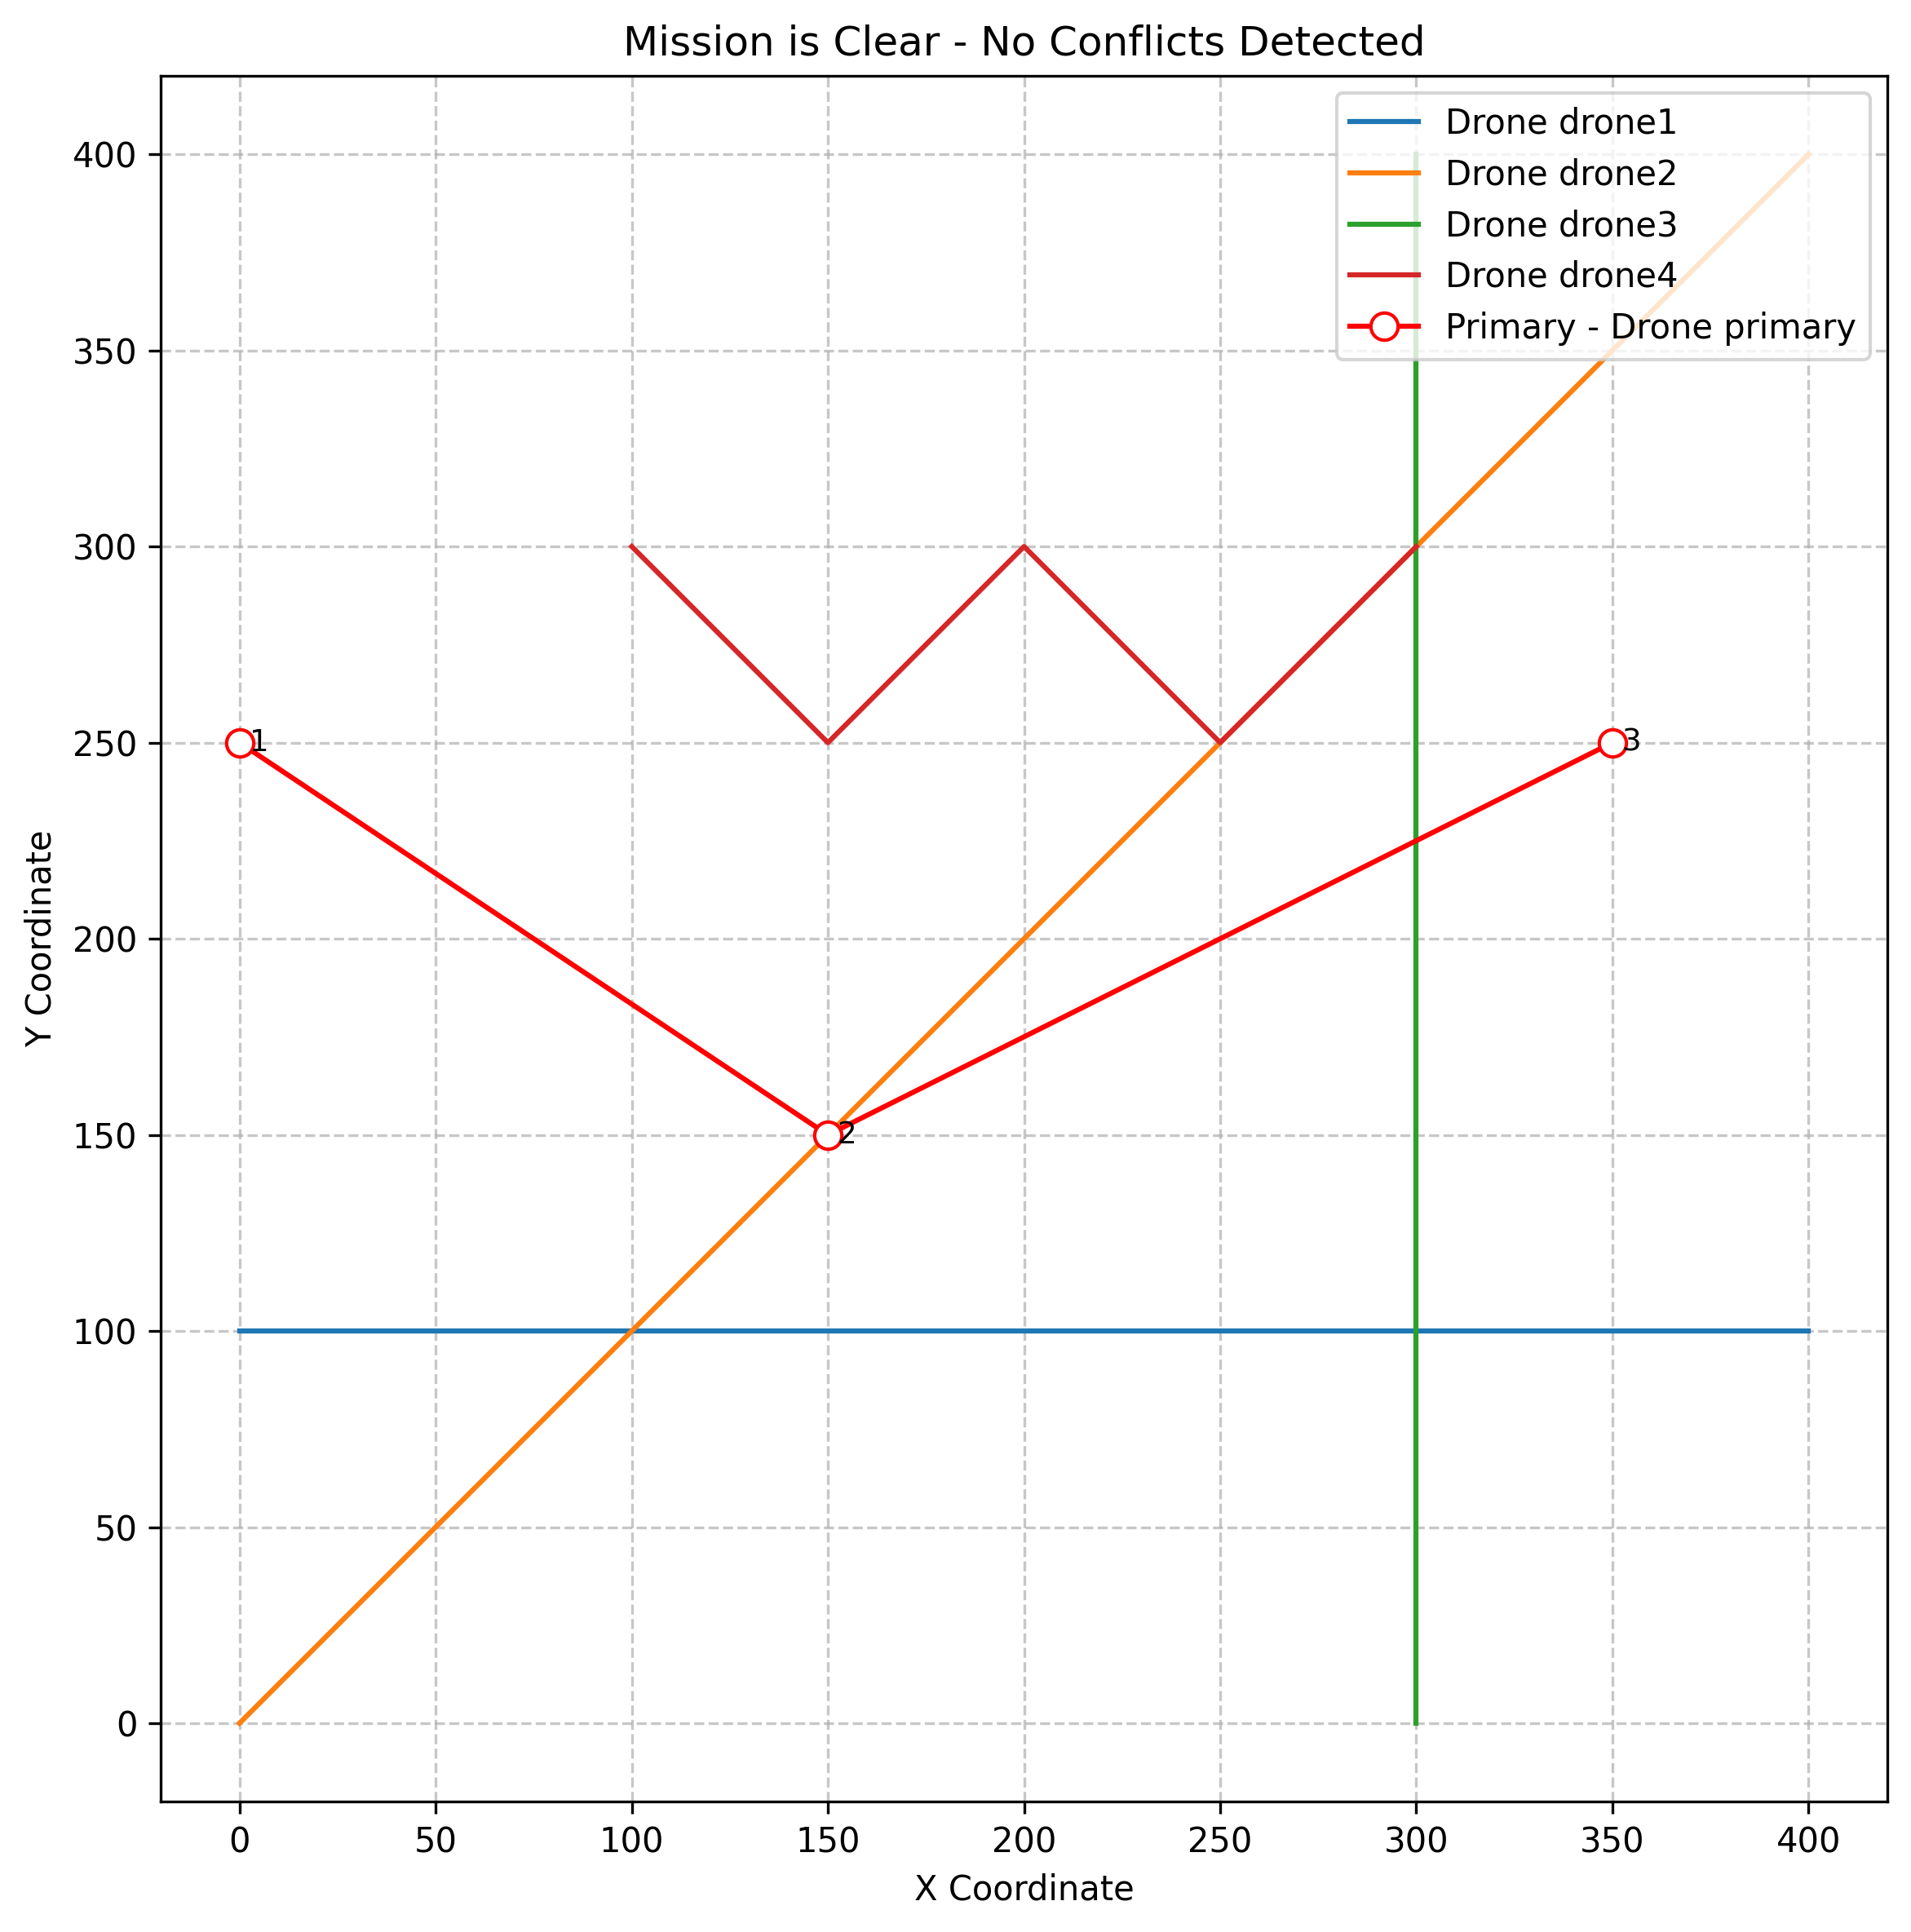 Mission is Clear - No Conflicts Detected
Drone drone1
Drone drone2
Drone drone3
Drone drone4
Primary - Drone primary
Y Coordinate
400
350
300
250
200
150
100
50
0
1
3
2
0 50 100 150 200 250 300 350 400
X Coordinate